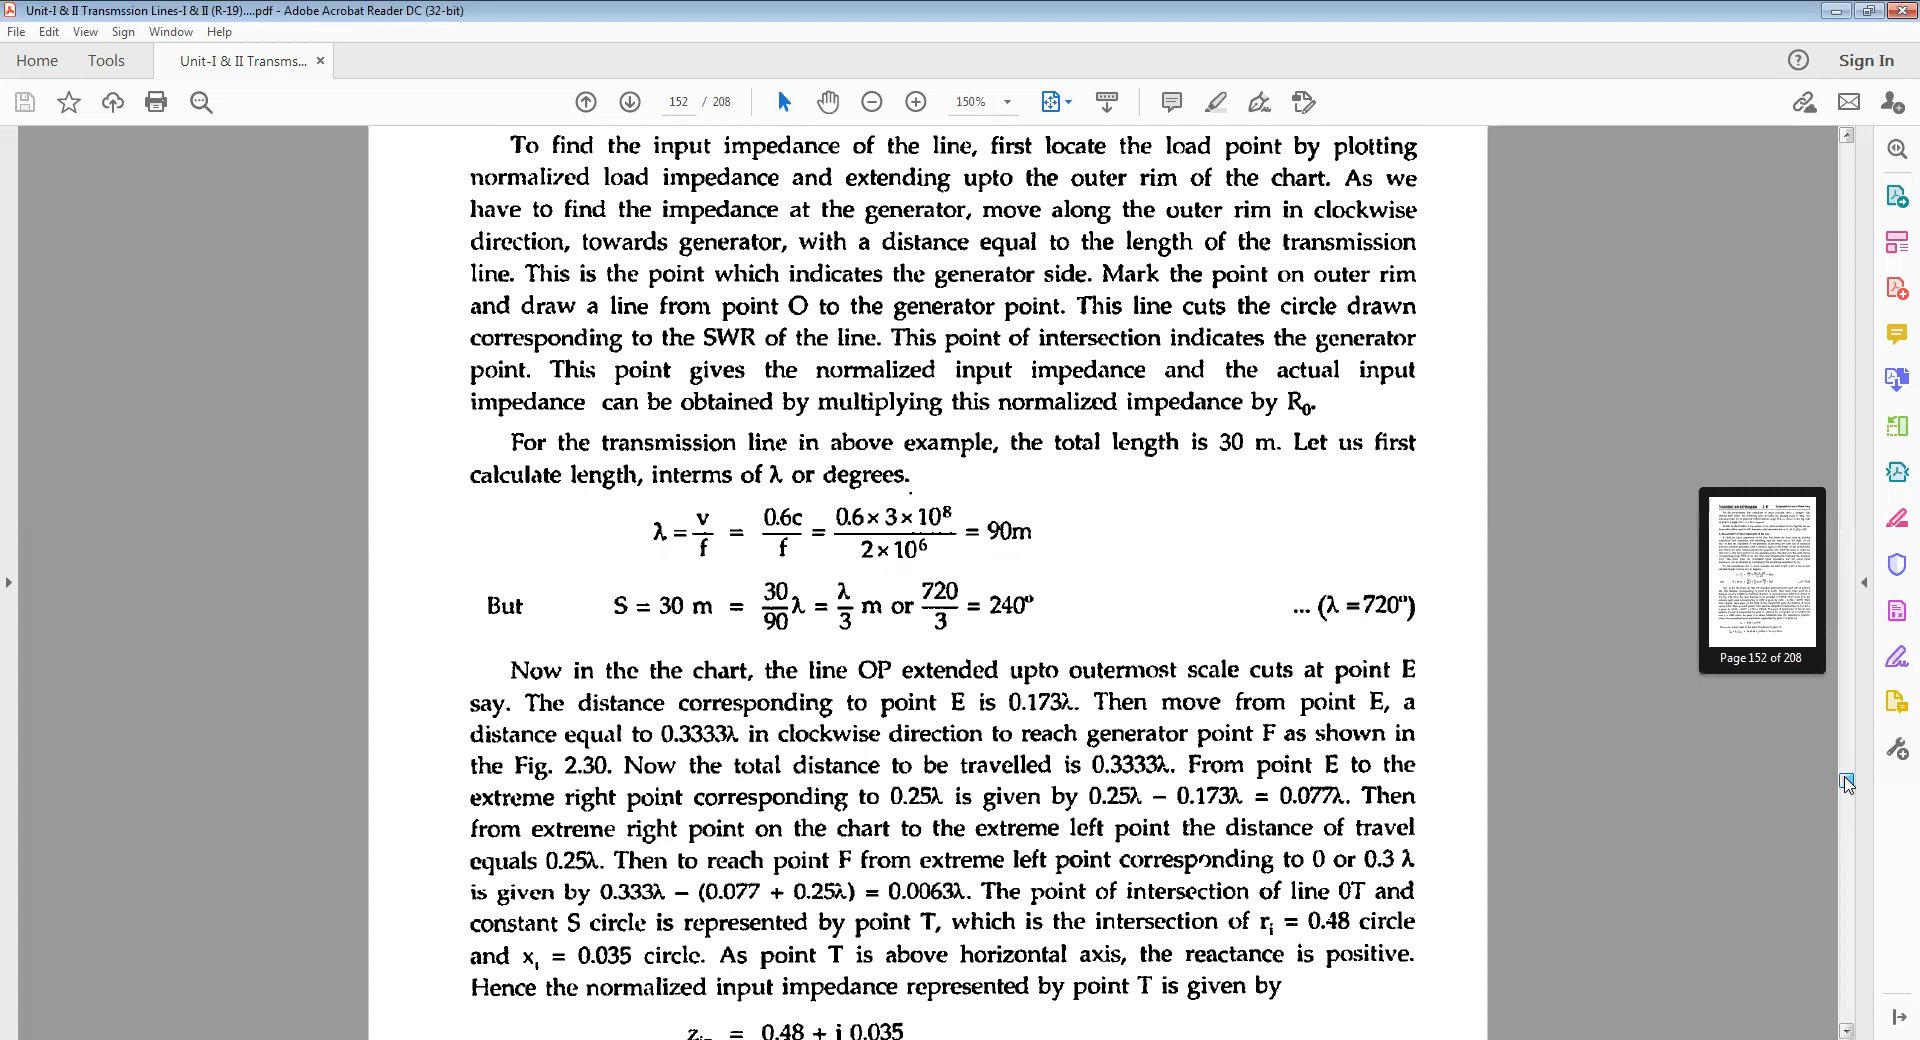 Unit-I & II Transmssion Lines-I & II (R-19)....pdf - Adobe Acrobat Reader DC (32-bit)
File Edit View Sign Window Help
Home Tools Unit-I & II Transms... × Sign In
152 / 208 150%
To find the input impedance of the line, first locate the load point by plotting
normalized load impedance and extending upto the outer rim of the chart. As we
have to find the impedance at the generator, move along the outer rim in clockwise
direction, towards generator, with a distance equal to the length of the transmission
line. This is the point which indicates the generator side. Mark the point on outer rim
and draw a line from point O to the generator point. This line cuts the circle drawn
corresponding to the SWR of the line. This point of intersection indicates the generator
point. This point gives the normalized input impedance and the actual input
impedance can be obtained by multiplying this normalized impedance by R₀.
For the transmission line in above example, the total length is 30 m. Let us first
calculate length, interms of λ or degrees.
λ = v/f = 0.6c/f = 0.6 × 3 × 10⁸ / 2 × 10⁶ = 90m
But S = 30 m = 30/90 λ = λ/3 m or 720/3 = 240° ... (λ = 720°)
Now in the the chart, the line OP extended upto outermost scale cuts at point E
say. The distance corresponding to point E is 0.173λ. Then move from point E, a
distance equal to 0.3333λ in clockwise direction to reach generator point F as shown in
the Fig. 2.30. Now the total distance to be travelled is 0.3333λ. From point E to the
extreme right point corresponding to 0.25λ is given by 0.25λ – 0.173λ = 0.077λ. Then
from extreme right point on the chart to the extreme left point the distance of travel
equals 0.25λ. Then to reach point F from extreme left point corresponding to 0 or 0.3 λ
is given by 0.333λ – (0.077 + 0.25λ) = 0.0063λ. The point of intersection of line 0T and
constant S circle is represented by point T, which is the intersection of rᵢ = 0.48 circle
and xᵢ = 0.035 circle. As point T is above horizontal axis, the reactance is positive.
Hence the normalized input impedance represented by point T is given by
= 0.48 + j 0.035
Page 152 of 208